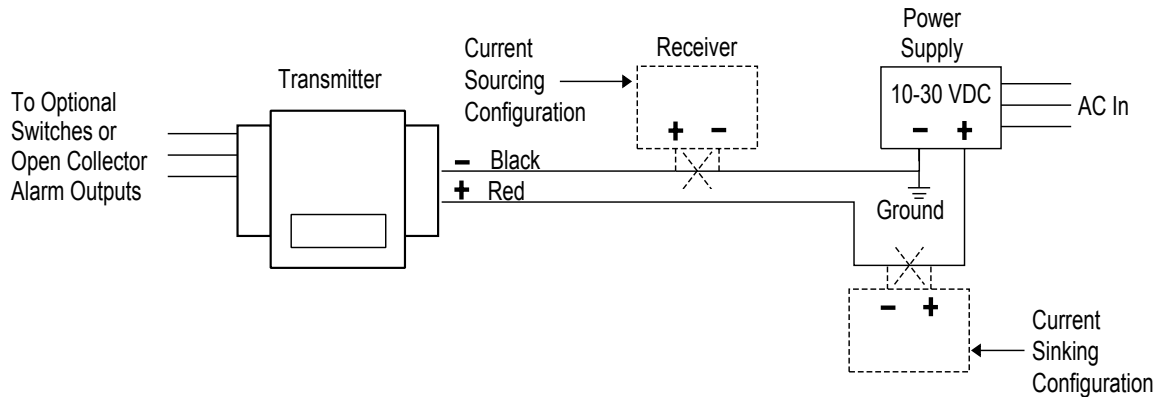 To Optional
Switches or
Open Collector
Alarm Outputs
Transmitter
− Black
+ Red
Current
Sourcing
Configuration
Receiver
+ −
Power
Supply
10-30 VDC
− +
AC In
Ground
− +
Current
Sinking
Configuration